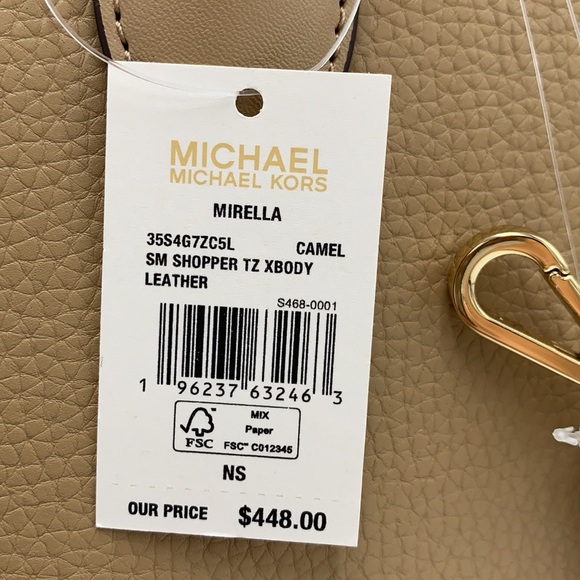 MICHAEL
MICHAEL KORS
MIRELLA
35S4G7ZC5L CAMEL
SM SHOPPER TZ XBODY
LEATHER
S468-0001
1 96237 63246 3
FSC
MIX
Paper
FSC™ C012345
NS
OUR PRICE $448.00